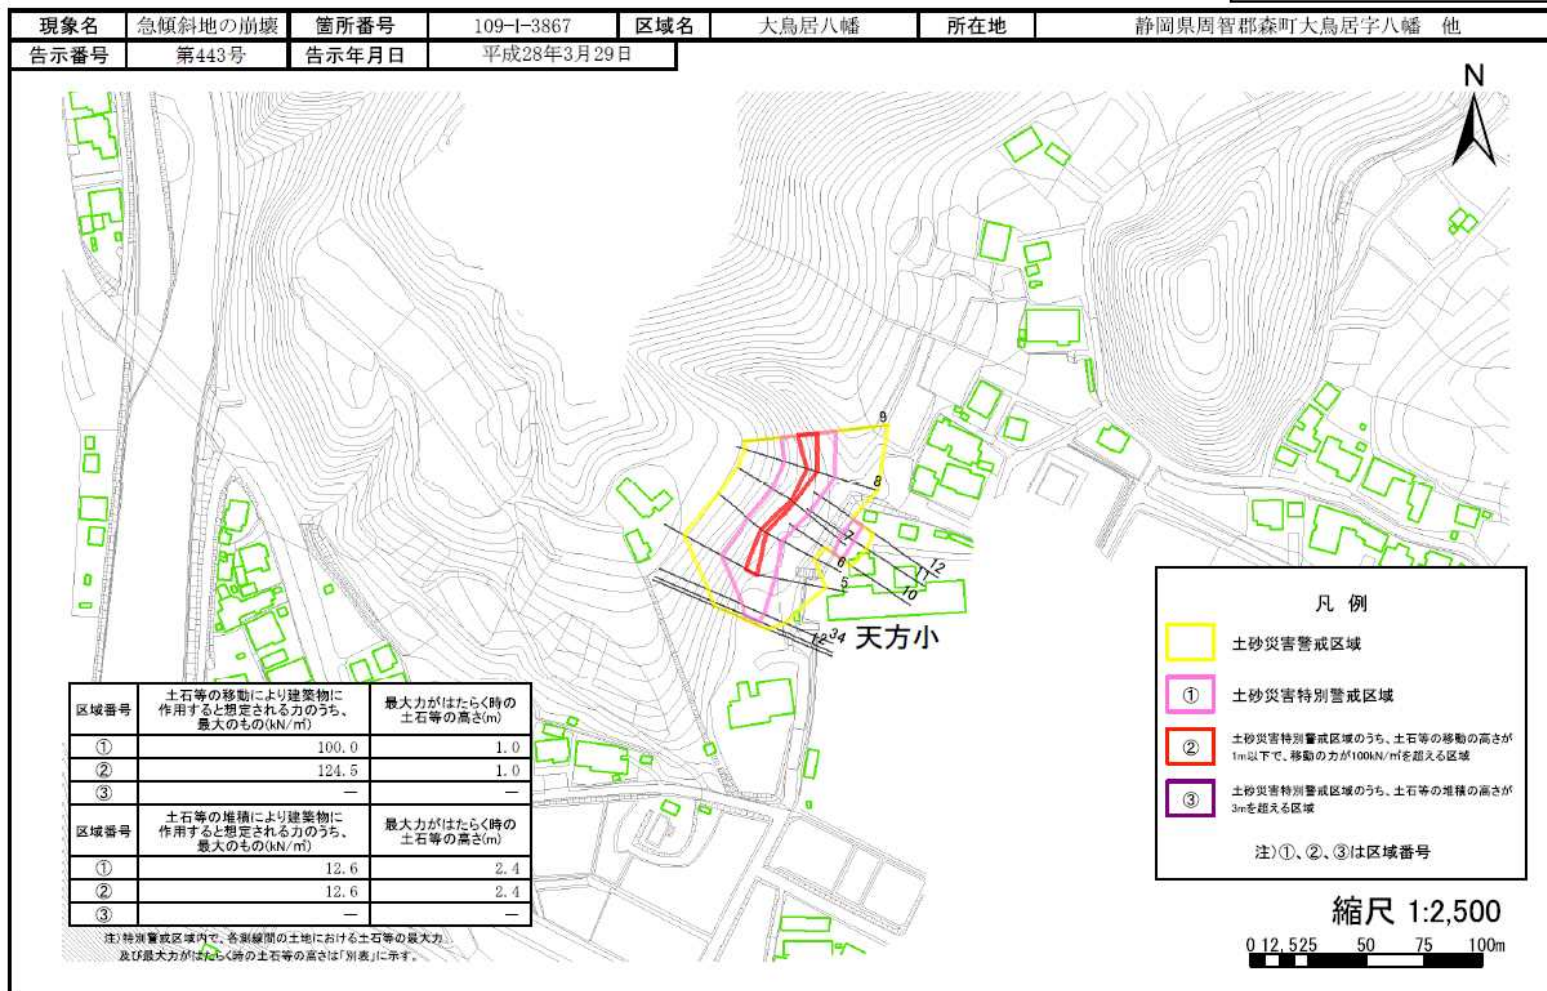 現象名 急傾斜地の崩壊 箇所番号 109-I-3867 区域名 大鳥居八幡 所在地 静岡県周智郡森町大鳥居字八幡 他
告示番号 第443号 告示年月日 平成28年3月29日
N
9
8
7
6
5
12
11
10
1 2 3 4
天方小
凡 例
土砂災害警戒区域
① 土砂災害特別警戒区域
② 土砂災害特別警戒区域のうち、土石等の移動の高さが
1m以下で、移動の力が100kN/㎡を超える区域
③ 土砂災害特別警戒区域のうち、土石等の堆積の高さが
3mを超える区域
注)①、②、③は区域番号
区域番号 土石等の移動により建築物に
作用すると想定される力のうち、
最大のもの(kN/㎡) 最大力がはたらく時の
土石等の高さ(m)
① 100.0 1.0
② 124.5 1.0
③ — —
区域番号 土石等の堆積により建築物に
作用すると想定される力のうち、
最大のもの(kN/㎡) 最大力がはたらく時の
土石等の高さ(m)
① 12.6 2.4
② 12.6 2.4
③ — —
注)特別警戒区域内で、各測線間の土地における土石等の最大力
及び最大力がはたらく時の土石等の高さは「別表」に示す。
縮尺 1:2,500
0 12.5 25 50 75 100m